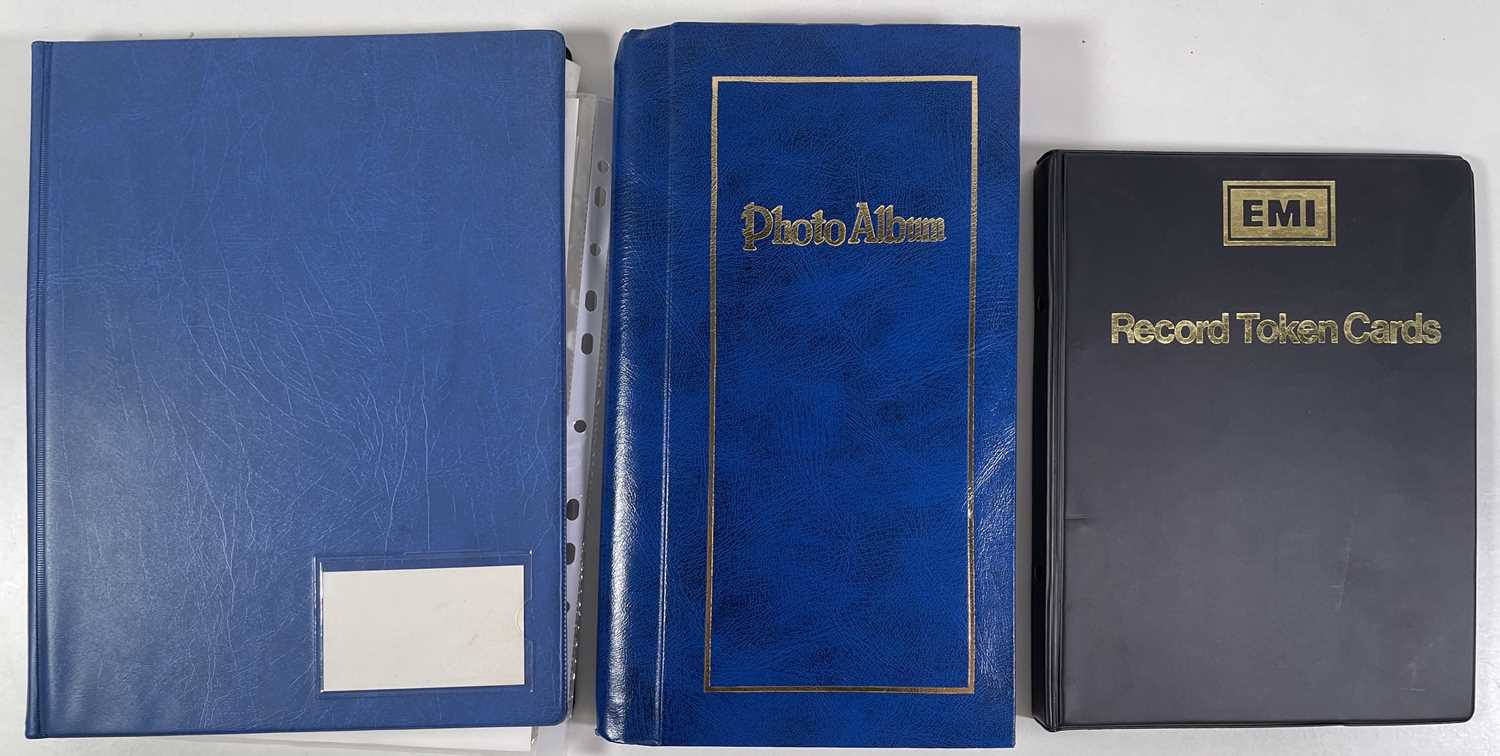 Photo Album
EMI
Record Token Cards